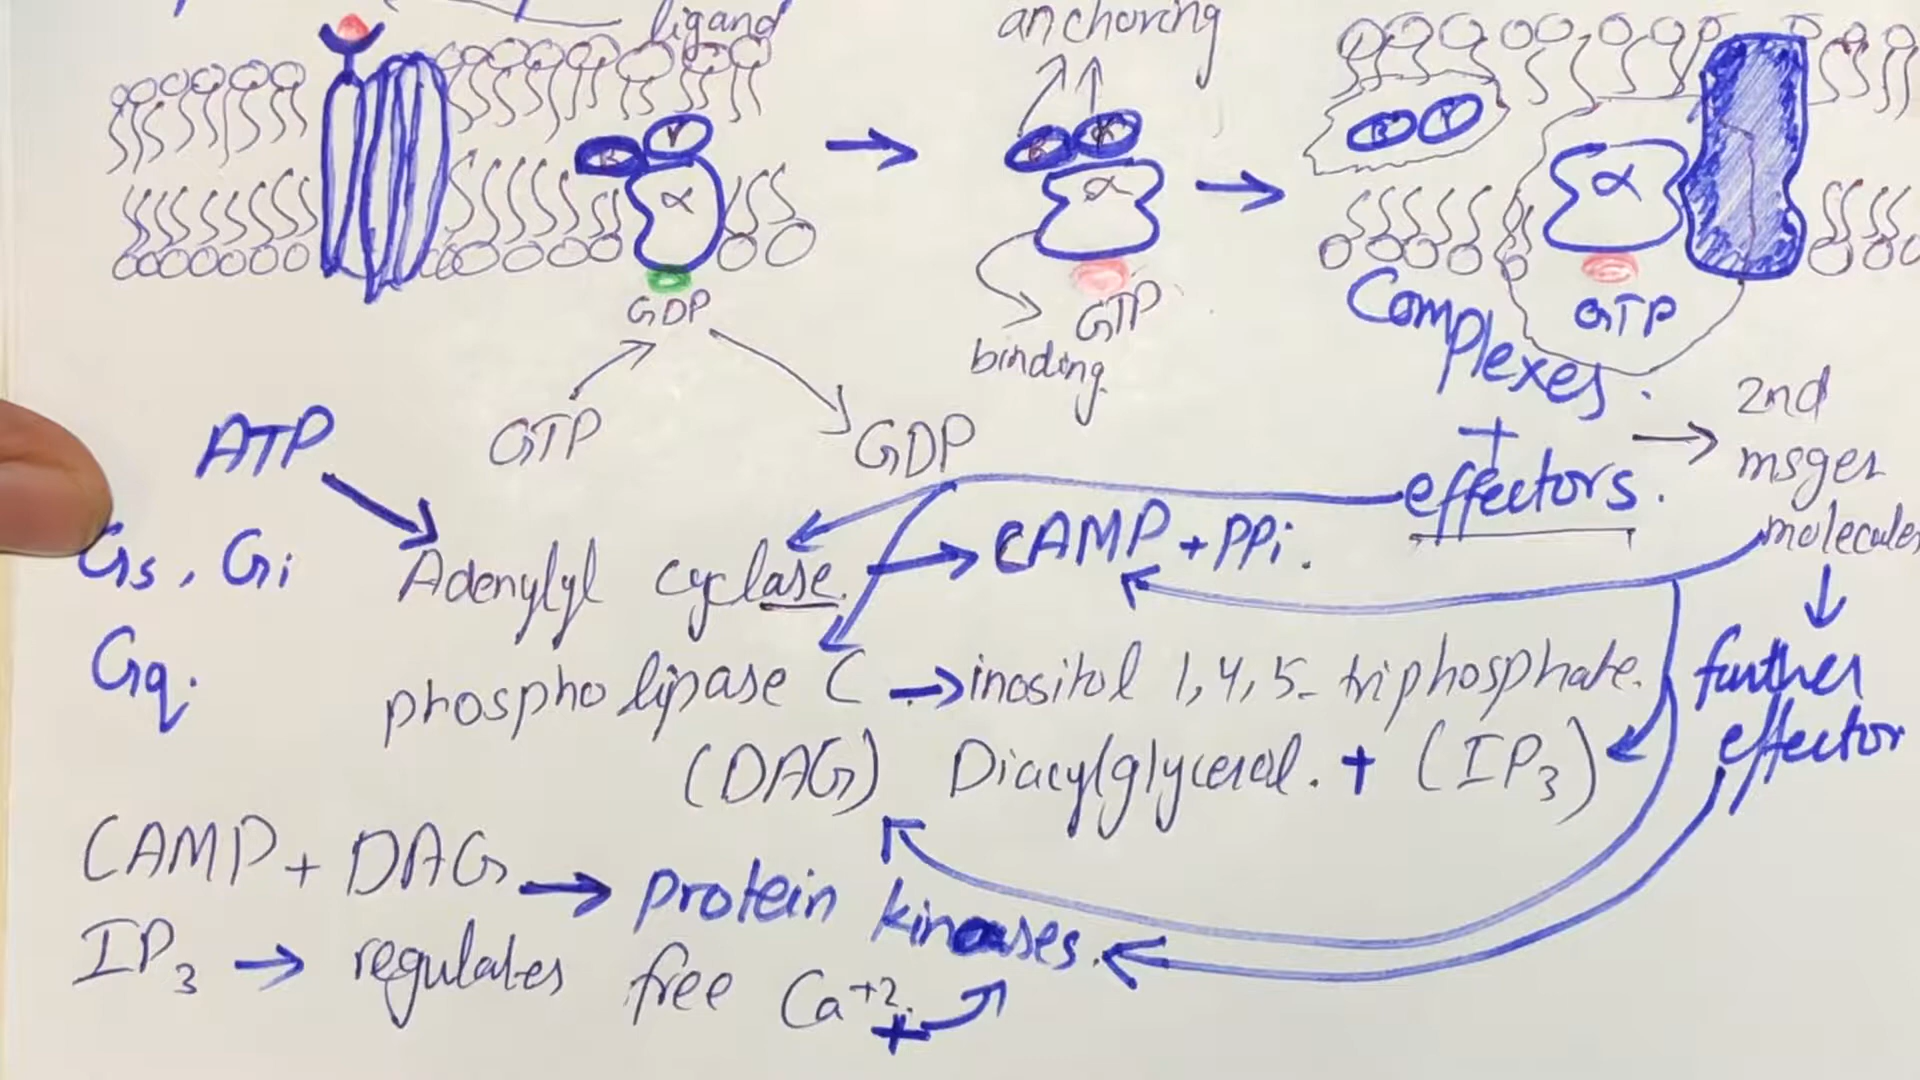 ligand
anchoring
β γ
α
GDP
GTP
GDP
α
GTP
binding.
β γ
α
GTP
Complexes.
+
effectors.
→ 2nd
msger
molecules
↓
further
effector
ATP
Gs, Gi
Gq.
Adenylyl cyclase. → CAMP + PPi.
phospholipase C → inositol 1,4,5- triphosphate.
(DAG) Diacylglycerol. + (IP3)
CAMP + DAG → protein kinases.
IP3 → regulates free Ca+2.
+